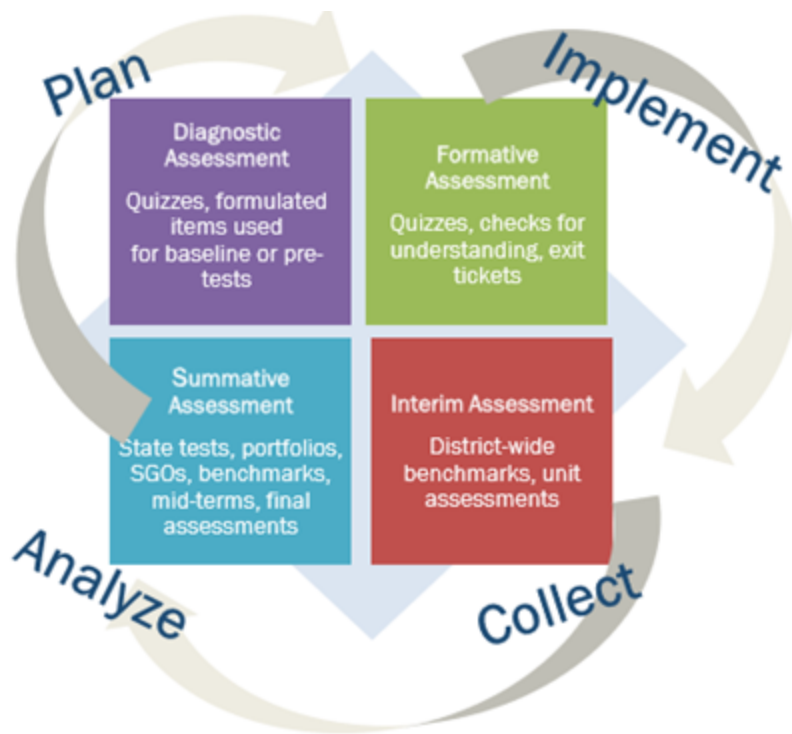 Plan
Implement
Diagnostic
Assessment
Quizzes, formulated
items used
for baseline or pre-
tests
Formative
Assessment
Quizzes, checks for
understanding, exit
tickets
Summative
Assessment
State tests, portfolios,
SGOs, benchmarks,
mid-terms, final
assessments
Interim Assessment
District-wide
benchmarks, unit
assessments
Analyze
Collect